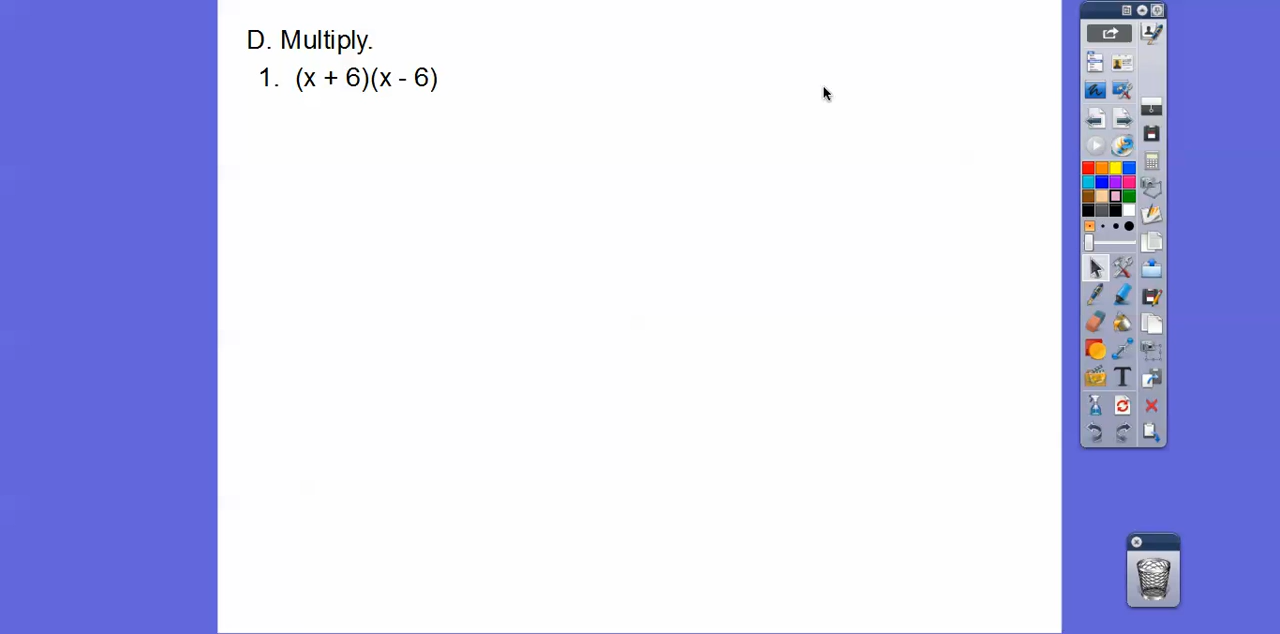 D. Multiply.
1. (x + 6)(x - 6)